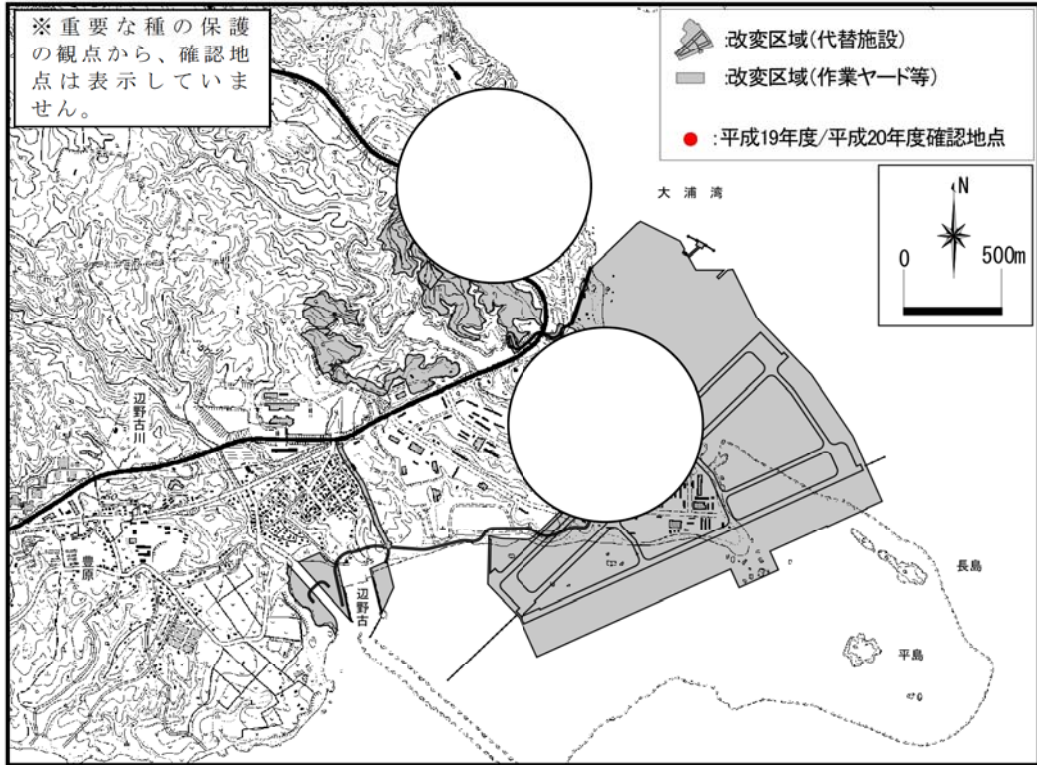 ※重要な種の保護
の観点から、確認地
点は表示していま
せん。
:改変区域(代替施設)
:改変区域(作業ヤード等)
:平成19年度/平成20年度確認地点
大浦湾
N
0 500m
辺野古川
豊原
辺野古
長島
平島